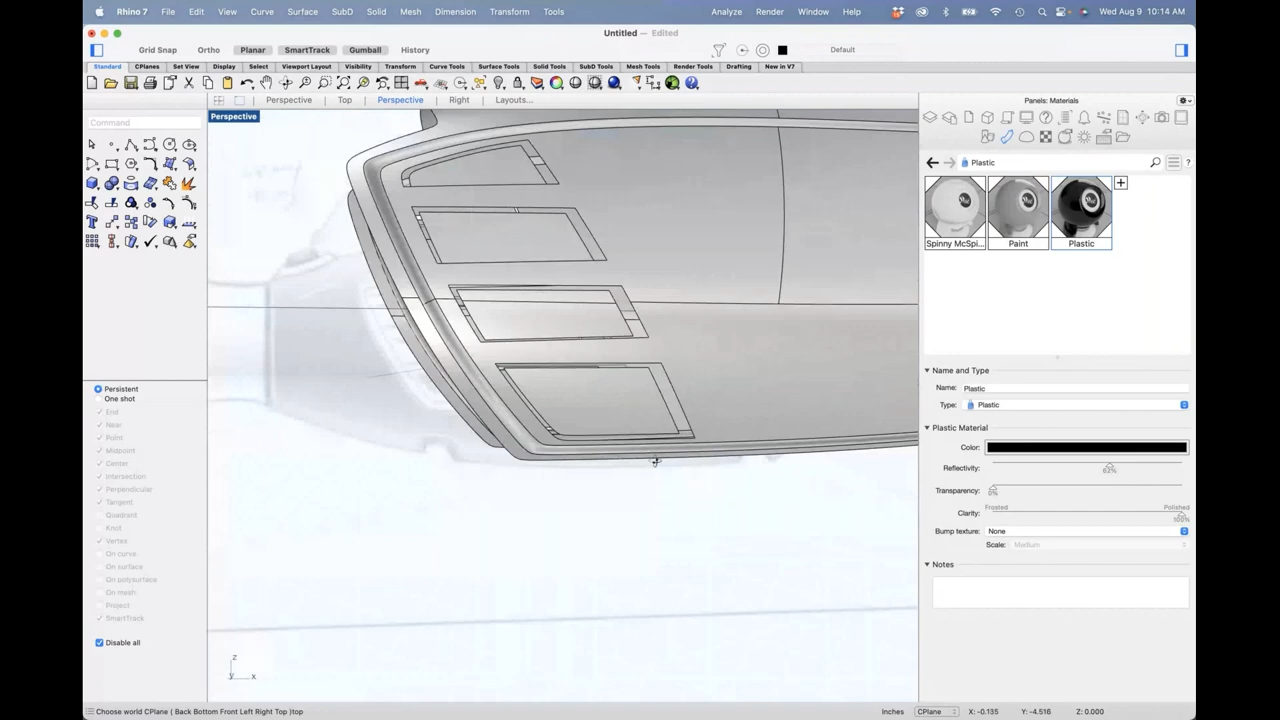 Rhino 7 File Edit View Curve Surface SubD Solid Mesh Dimension Transform Tools Analyze Render Window Help Wed Aug 9 10:14 AM
Untitled — Edited
Grid Snap Ortho Planar SmartTrack Gumball History Default
Standard CPlanes Set View Display Select Viewport Layout Visibility Transform Curve Tools Surface Tools Solid Tools SubD Tools Mesh Tools Render Tools Drafting New in V7
Perspective Top Perspective Right Layouts...
Panels: Materials
Perspective
Command
Plastic
?
Spinny McSpi... Paint Plastic
Name and Type
Name: Plastic
Type: Plastic
Plastic Material
Color:
Reflectivity:
62%
Transparency:
0%
Frosted Polished
Clarity:
100%
Bump texture: None
Scale: Medium
Notes
Persistent
One shot
End
Near
Point
Midpoint
Center
Intersection
Perpendicular
Tangent
Quadrant
Knot
Vertex
On curve
On surface
On polysurface
On mesh
Project
SmartTrack
Disable all
z
y x
Choose world CPlane ( Back Bottom Front Left Right Top )top
Inches CPlane X: -0.135 Y: -4.516 Z: 0.000